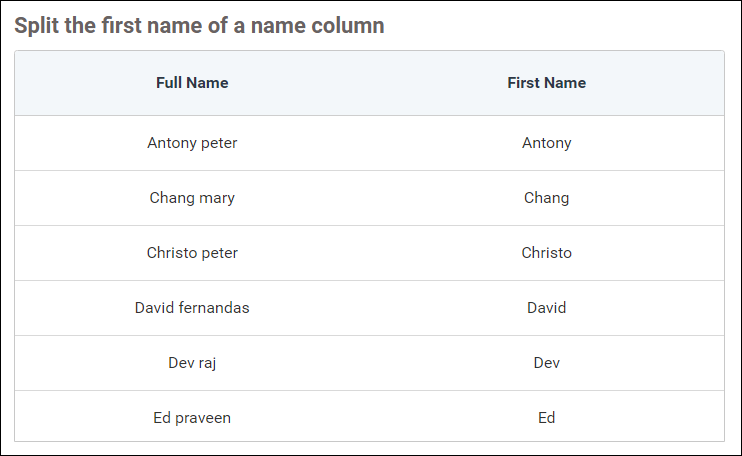 Split the first name of a name column
Full Name First Name
Antony peter Antony
Chang mary Chang
Christo peter Christo
David fernandas David
Dev raj Dev
Ed praveen Ed